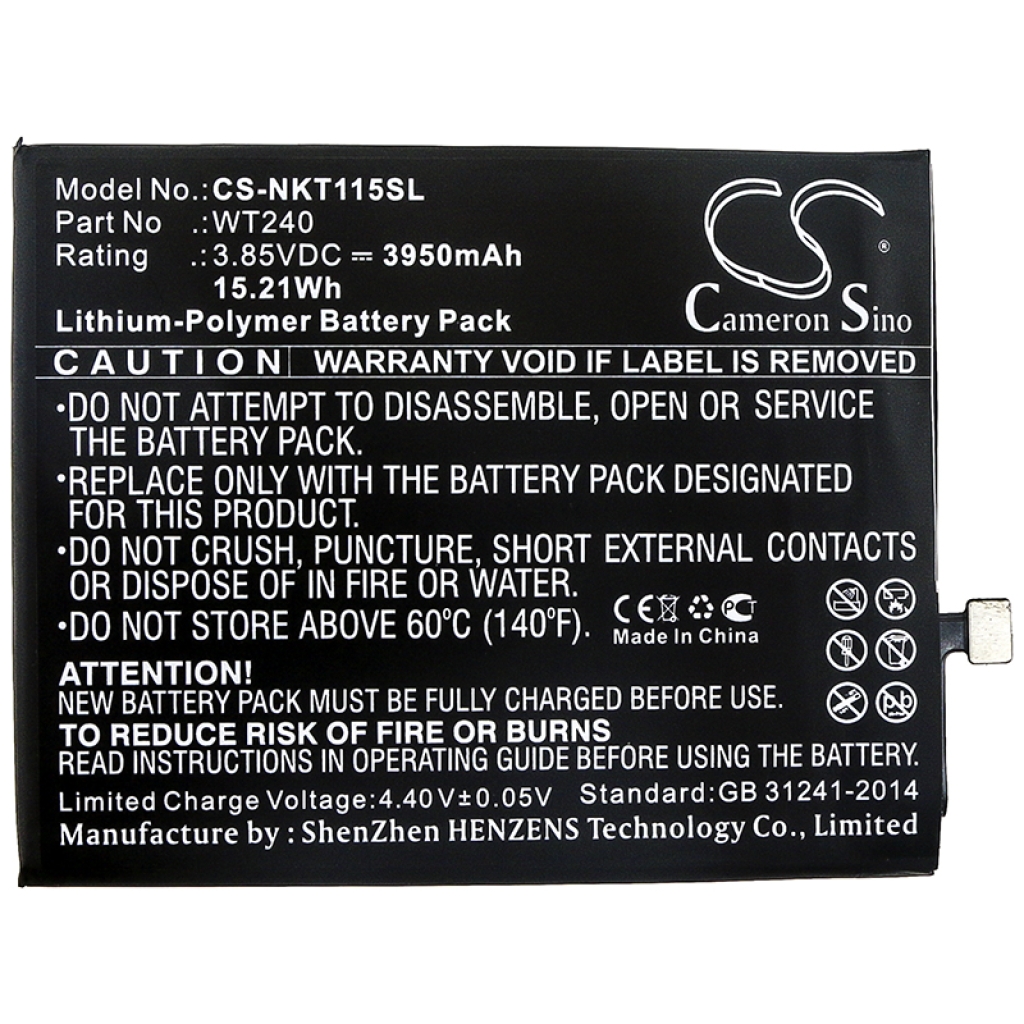 Model No.: CS-NKT115SL
Part No .: WT240
Rating .: 3.85VDC ⎓ 3950mAh
15.21Wh
Lithium-Polymer Battery Pack
CS ®
Cameron Sino
CAUTION WARRANTY VOID IF LABEL IS REMOVED
•DO NOT ATTEMPT TO DISASSEMBLE, OPEN OR SERVICE
THE BATTERY PACK.
•REPLACE ONLY WITH THE BATTERY PACK DESIGNATED
FOR THIS PRODUCT.
•DO NOT CRUSH, PUNCTURE, SHORT EXTERNAL CONTACTS
OR DISPOSE OF IN FIRE OR WATER.
•DO NOT STORE ABOVE 60°C (140°F).
CE PCT
Made In China
Pb
ATTENTION!
NEW BATTERY PACK MUST BE FULLY CHARGED BEFORE USE.
TO REDUCE RISK OF FIRE OR BURNS
READ INSTRUCTIONS IN OPERATING GUIDE BEFORE USING THE BATTERY.
Limited Charge Voltage:4.40V±0.05V Standard:GB 31241-2014
Manufacture by : ShenZhen HENZENS Technology Co., Limited